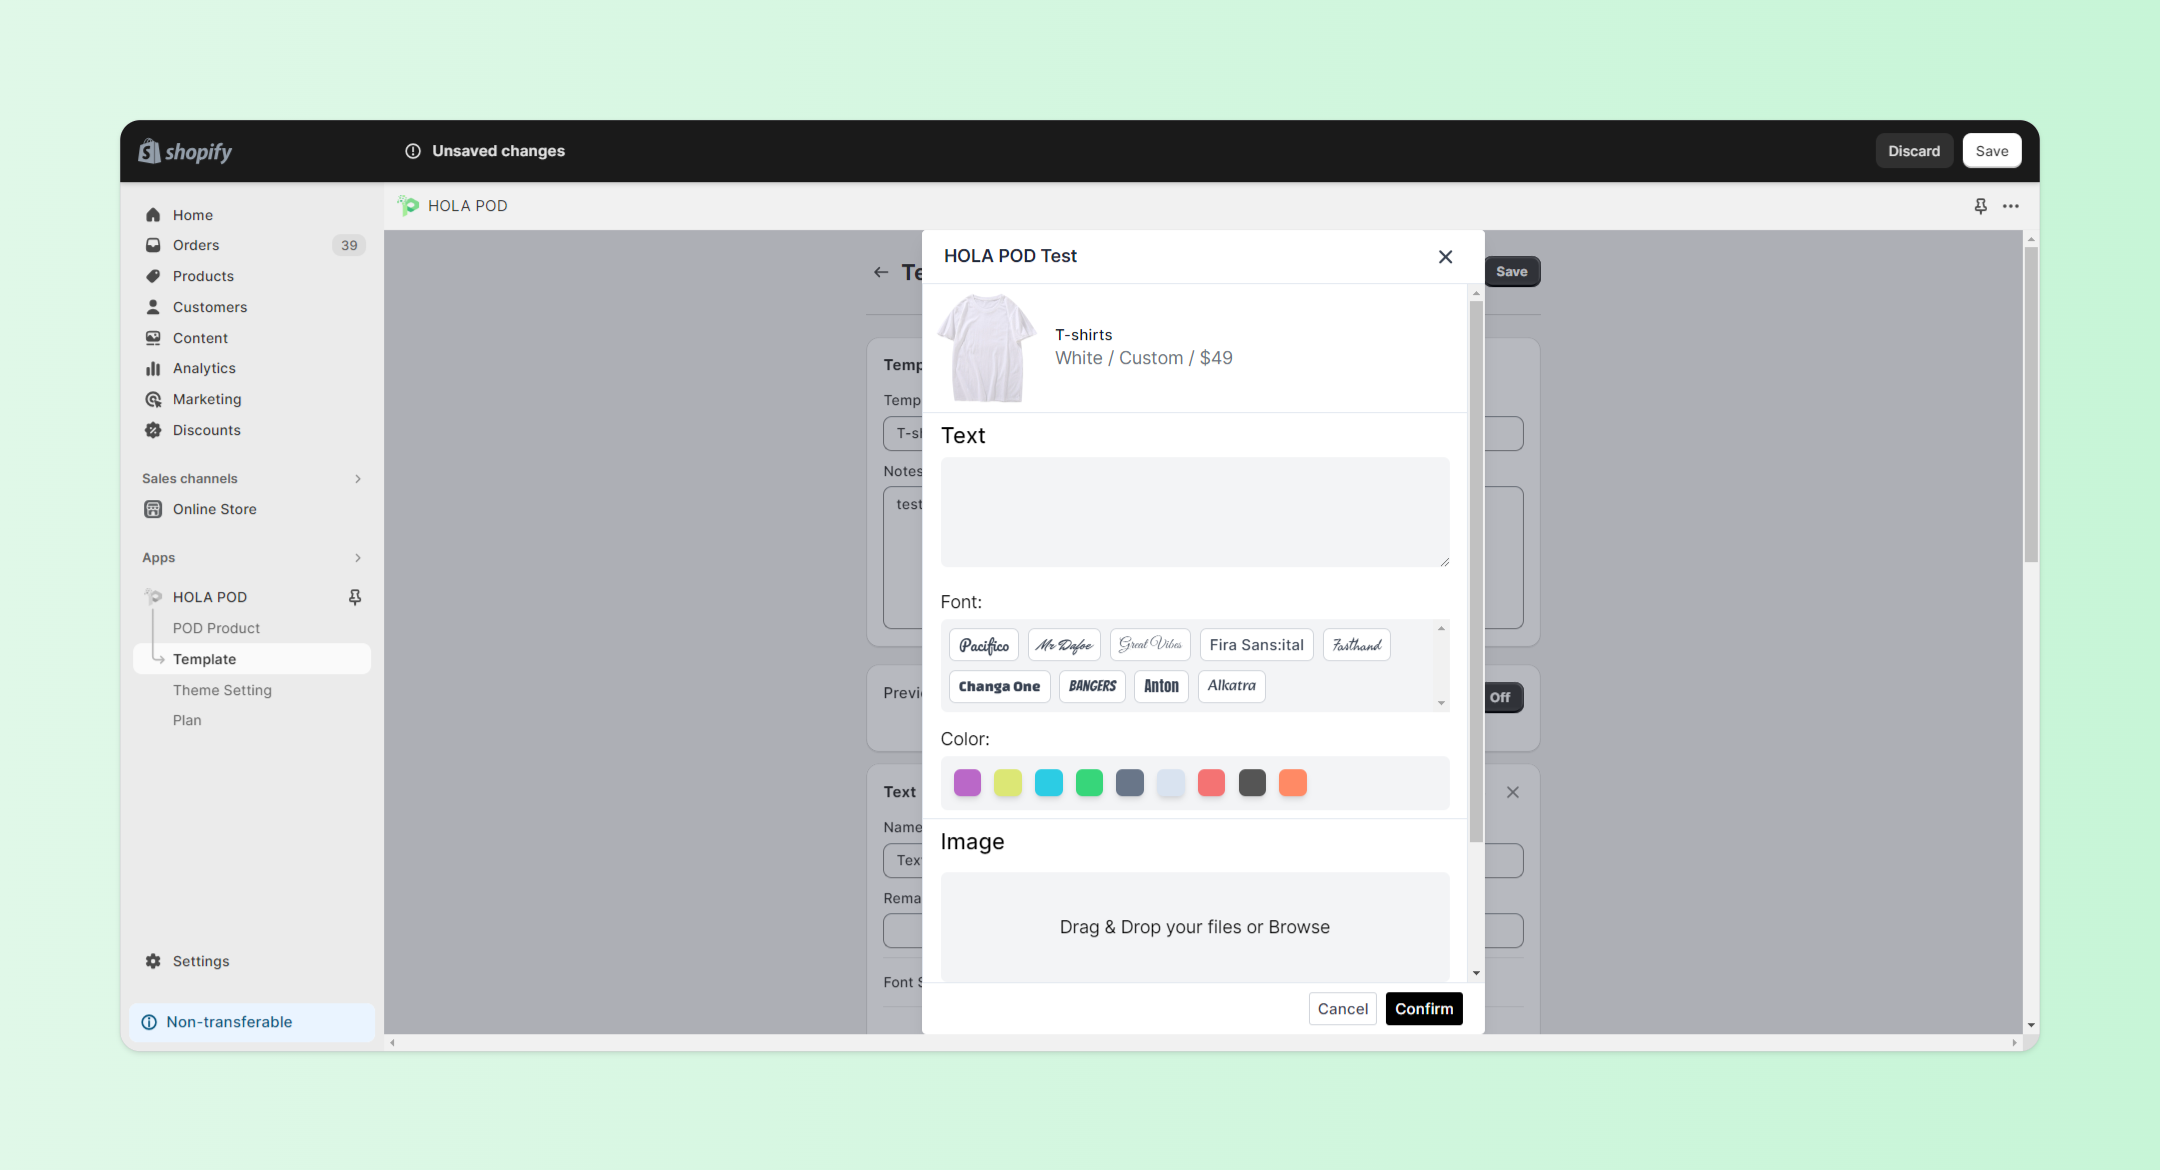 shopify
Unsaved changes
Discard
Save
Home
Orders
39
Products
Customers
Content
Analytics
Marketing
Discounts
Sales channels
Online Store
Apps
HOLA POD
POD Product
Template
Theme Setting
Plan
Settings
Non-transferable
HOLA POD
Te
Save
Temp
Temp
T-sh
Notes
test
Previ
Off
Text
Name
Tex
Rema
Font S
HOLA POD Test
T-shirts
White / Custom / $49
Text
Font:
Pacifico
Mr Dafoe
Great Vibes
Fira Sans:ital
Fasthand
Changa One
BANGERS
Anton
Alkatra
Color:
Image
Drag & Drop your files or Browse
Cancel
Confirm